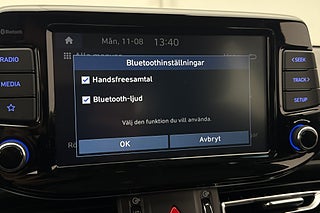 Bluetooth
Mån, 11-08 13:40
RADIO
MEDIA
SEEK
TRACK
SETUP
Bluetoothinställningar
Handsfreesamtal
Bluetooth-ljud
Välj den funktion du vill använda.
OK Avbryt